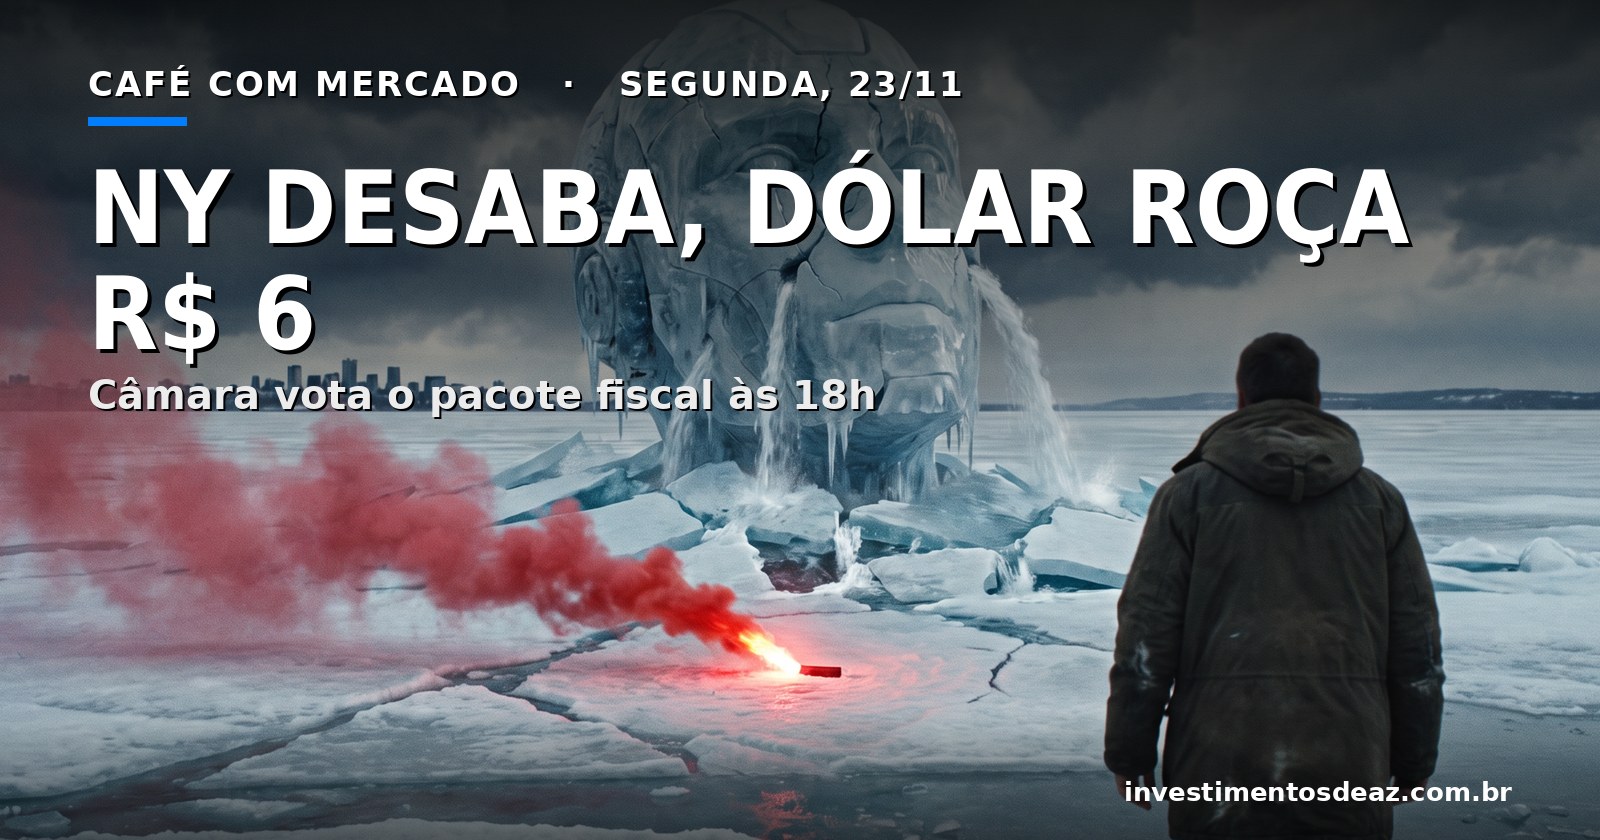 CAFÉ COM MERCADO · SEGUNDA, 23/11
NY DESABA, DÓLAR ROÇA
R$ 6
Câmara vota o pacote fiscal às 18h
investimentosdeaz.com.br